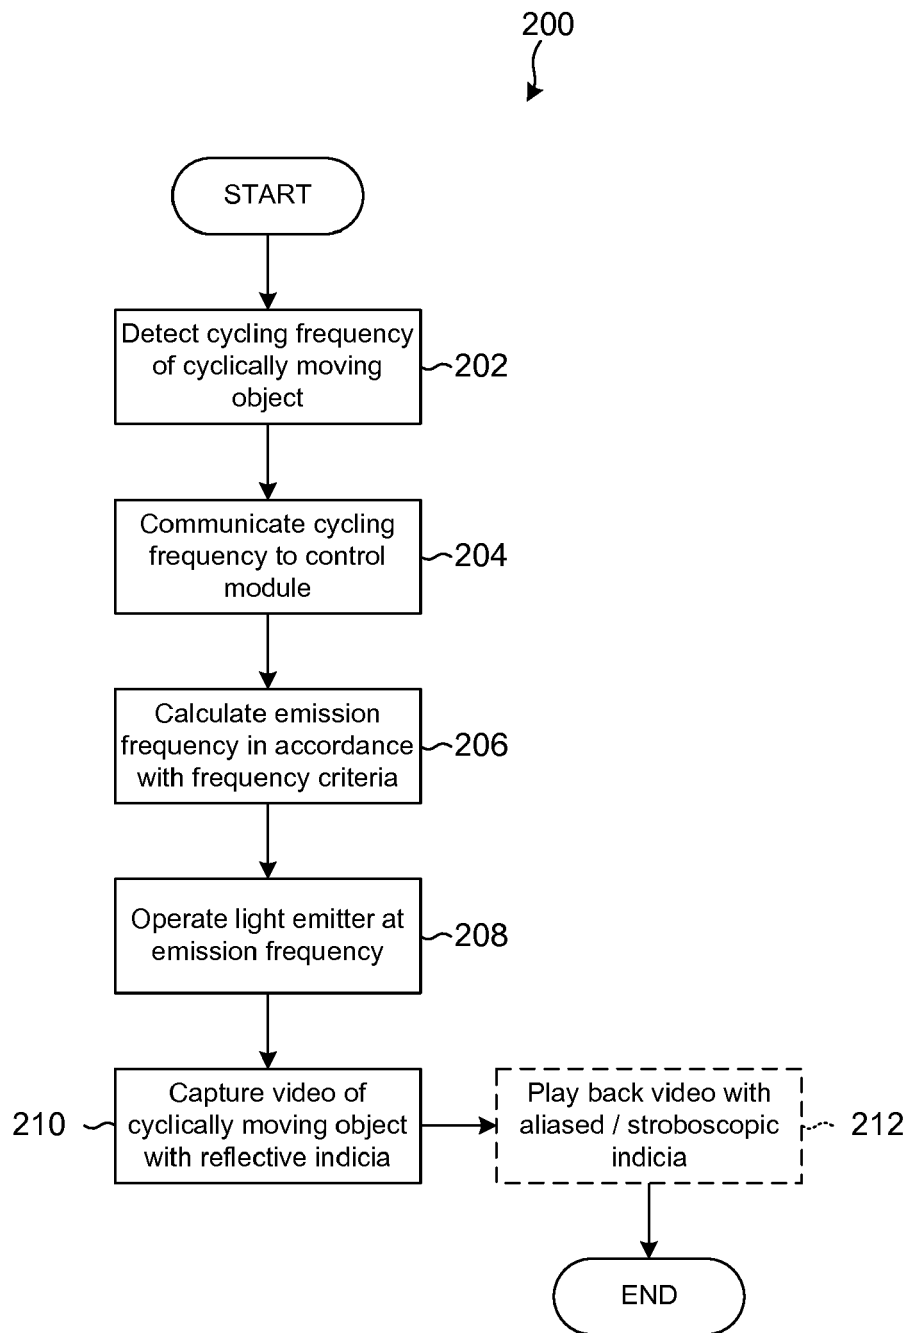 200
START
Detect cycling frequency
of cyclically moving
object
202
Communicate cycling
frequency to control
module
204
Calculate emission
frequency in accordance
with frequency criteria
206
Operate light emitter at
emission frequency
208
210
Capture video of
cyclically moving object
with reflective indicia
Play back video with
aliased / stroboscopic
indicia
212
END